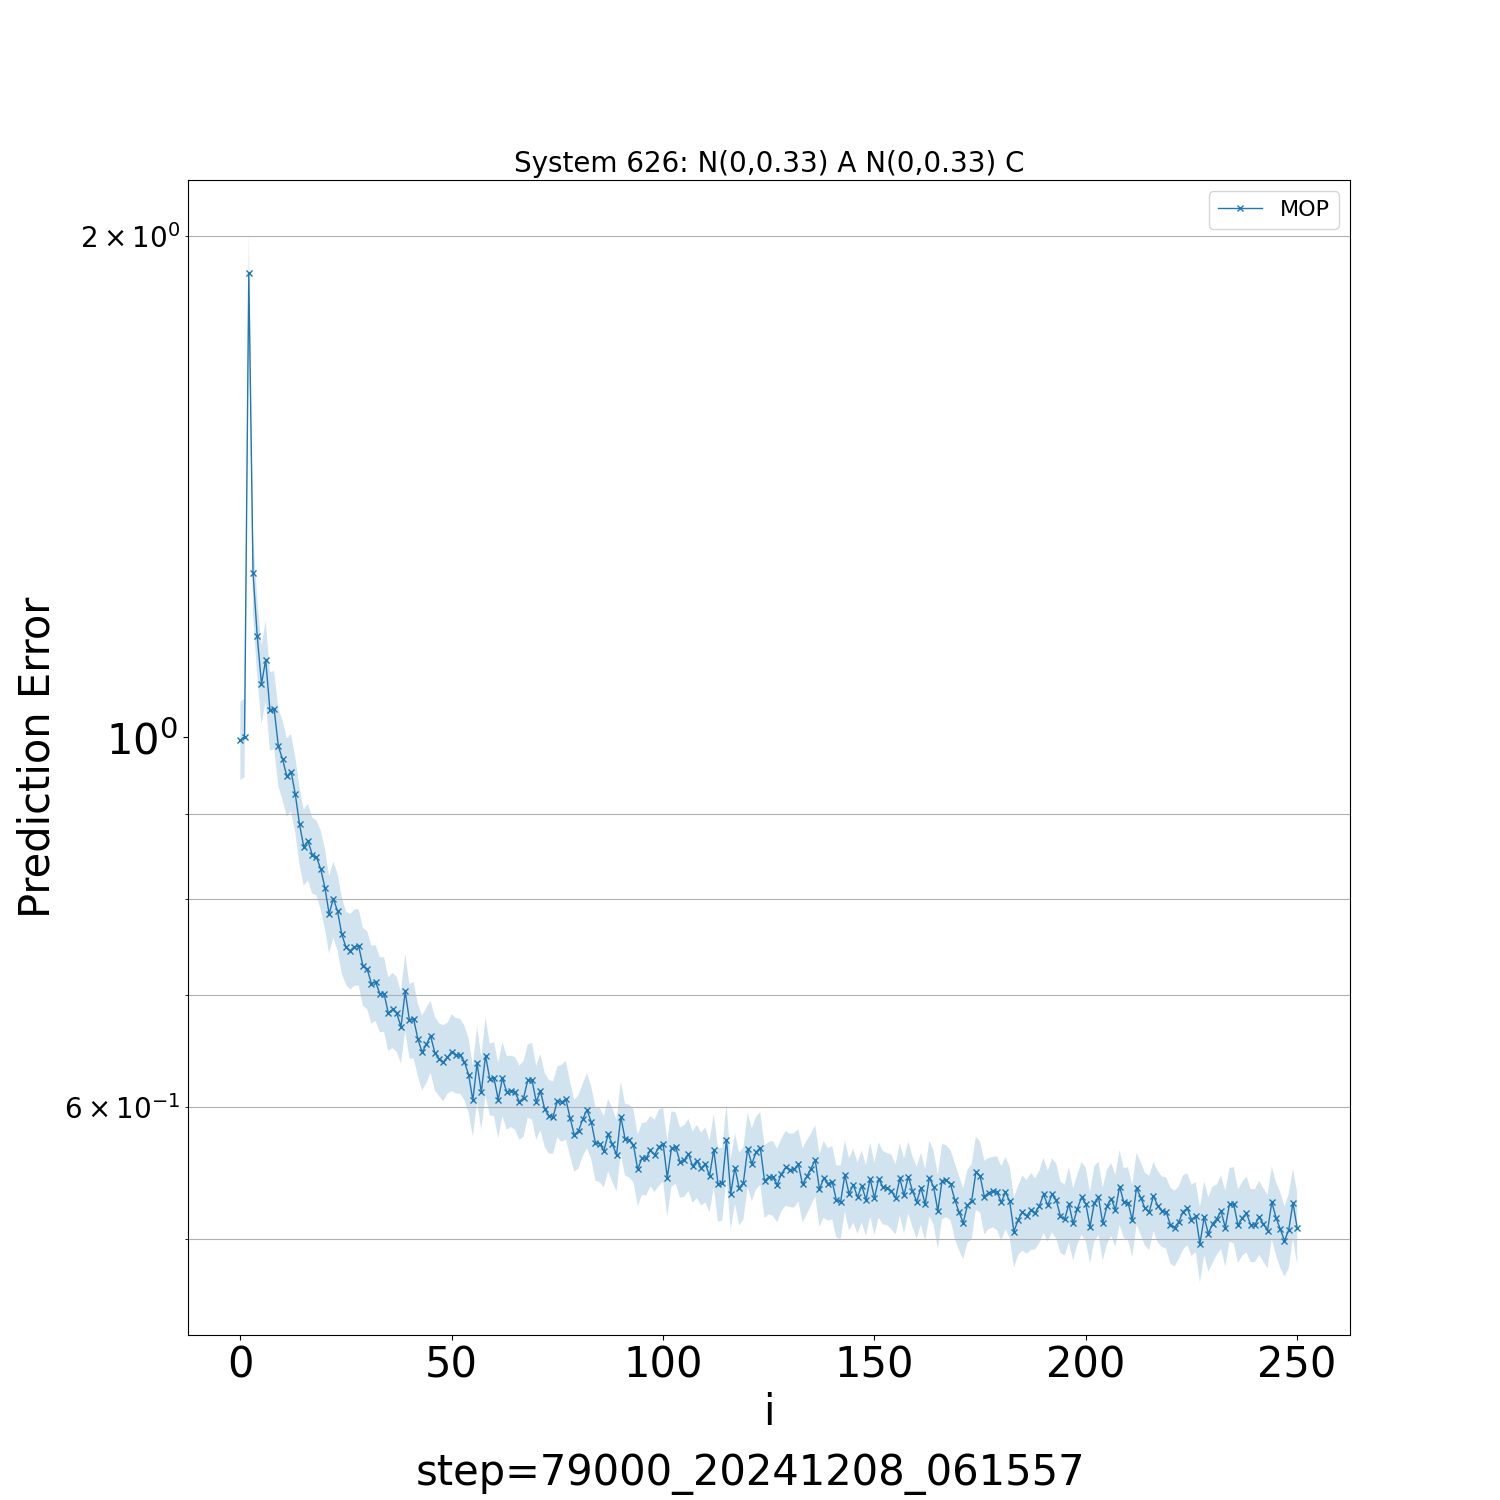 System 626: N(0,0.33) A N(0,0.33) C
MOP
2 × 10⁰
10⁰
6 × 10⁻¹
Prediction Error
0 50 100 150 200 250
i
step=79000_20241208_061557